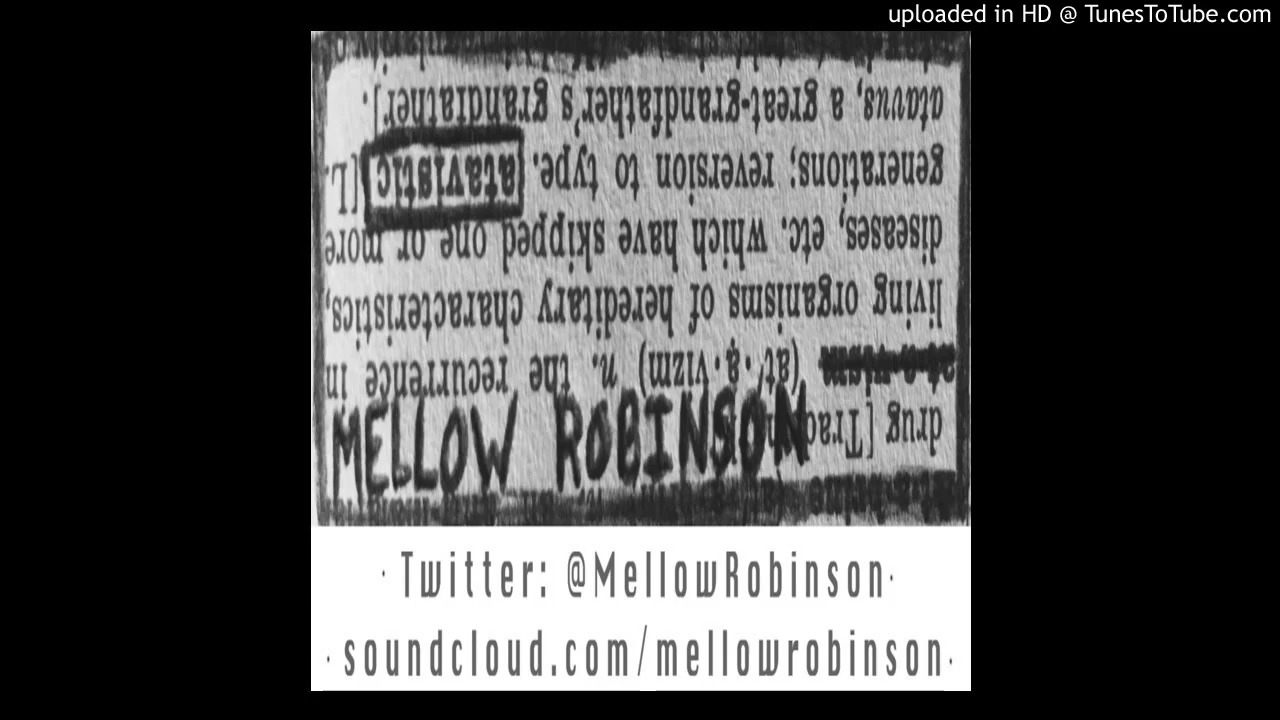 uploaded in HD @ TunesToTube.com
drug
(at′·ạ·vizm) n. the recurrence in
living organisms of hereditary characteristics,
diseases, etc. which have skipped one or more
generations; reversion to type. atavistic [L.
atavus, a great-grandfather's grandfather].
MELLOW ROBINSON
· Twitter: @MellowRobinson·
· soundcloud.com/mellowrobinson·